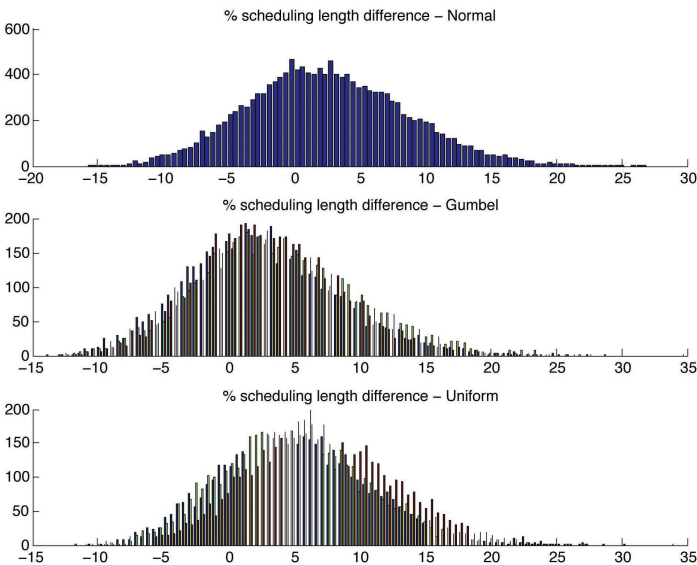 % scheduling length difference – Normal
600
400
200
0
−20 −15 −10 −5 0 5 10 15 20 25 30
% scheduling length difference – Gumbel
200
150
100
50
0
−15 −10 −5 0 5 10 15 20 25 30 35
% scheduling length difference – Uniform
200
150
100
50
0
−15 −10 −5 0 5 10 15 20 25 30 35